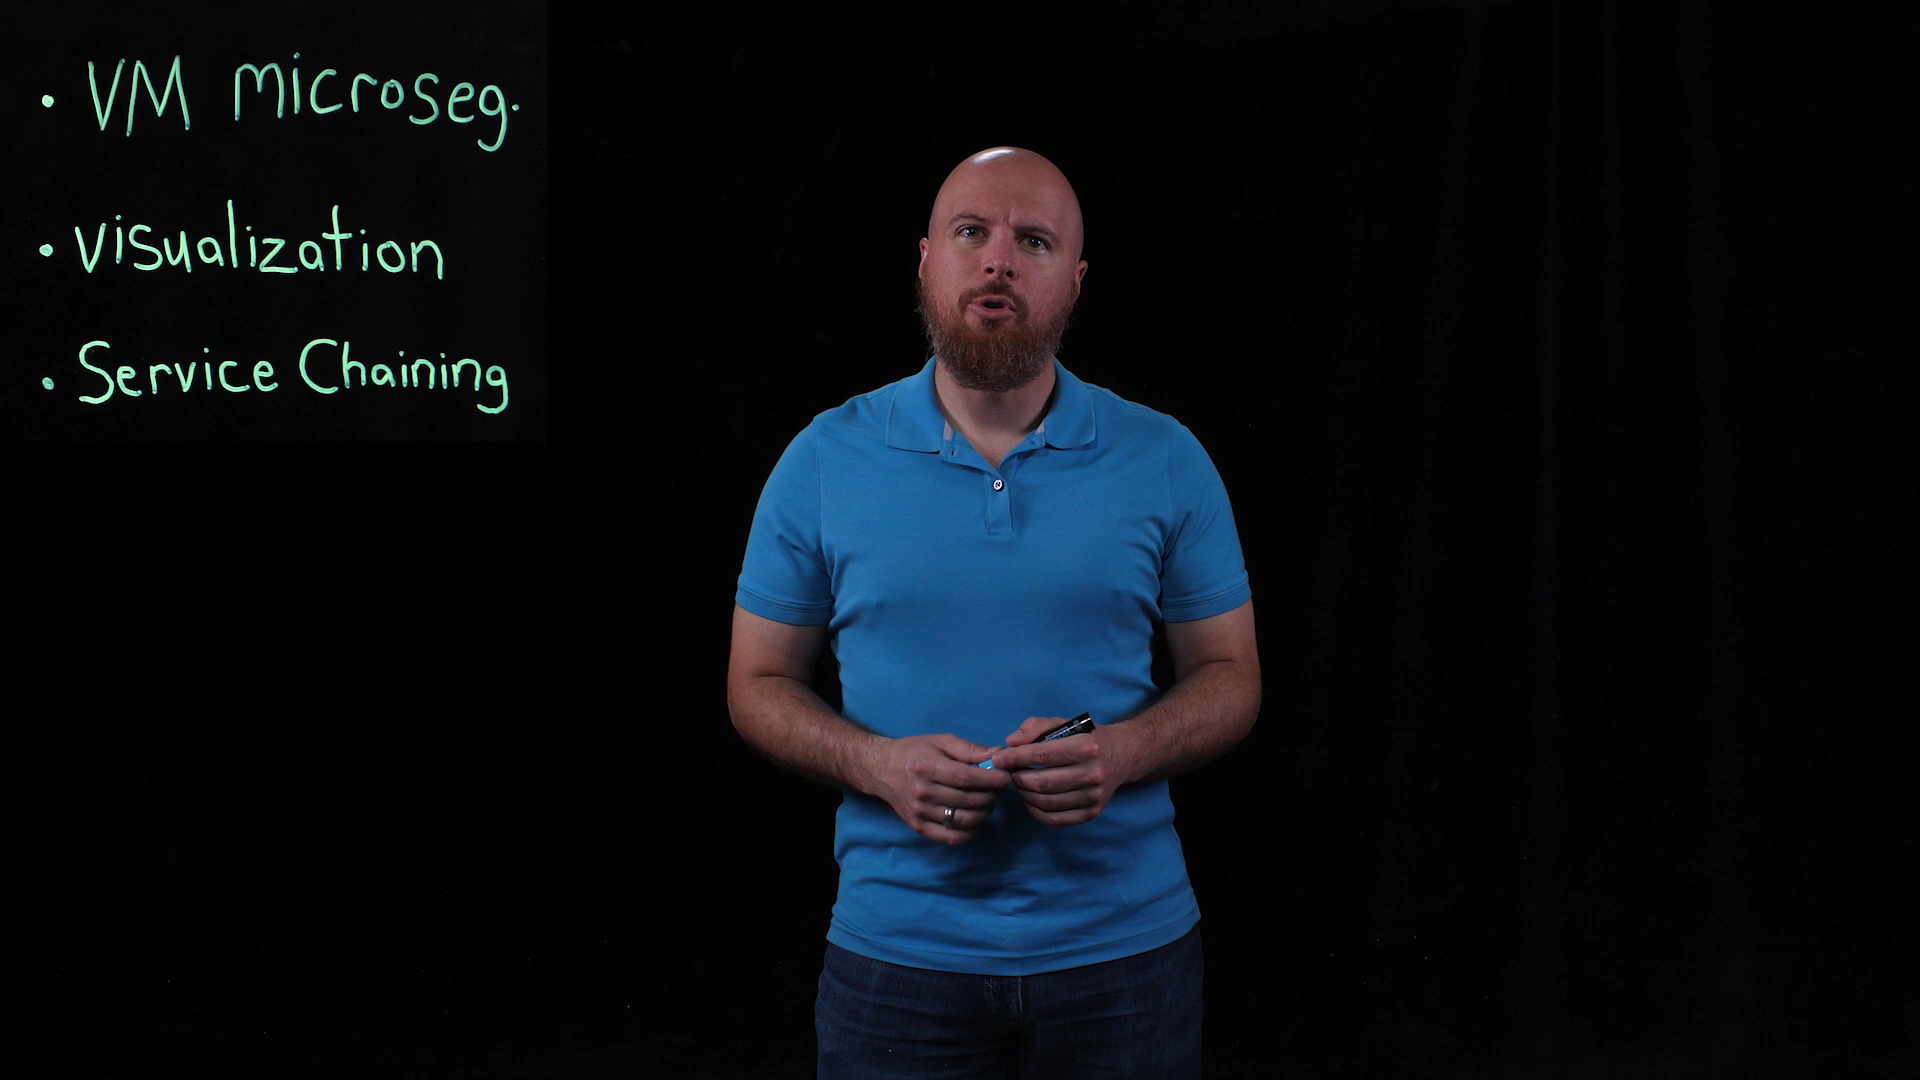 • VM microseg.
• Visualization
• Service Chaining